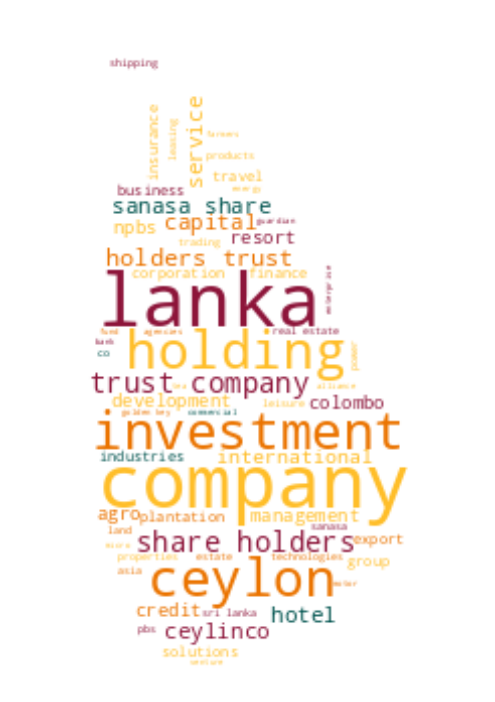 shipping
insurance
leasing
service
farmers
products
travel
energy
business
sanasa share
npbs
capital
guardian
resort
trading
holders trust
corporation
finance
enterprise
lanka
fund
agencies
real estate
bank
holding
power
co
trust company
tea
alliance
development
leisure
colombo
golden key
commercial
investment
industries
international
company
agro
plantation
management
land
sanasa
share holders
export
micro
properties
estate
technologies
group
asia
ceylon
motor
credit
sri lanka
hotel
pbs
ceylinco
solutions
venture